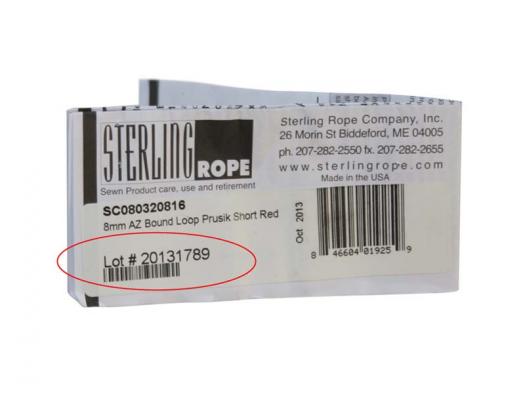 STERLING ROPE
Sewn Product care, use and retirement
SC080320816
8mm AZ Bound Loop Prusik Short Red
Lot # 20131789
Sterling Rope Company, Inc.
26 Morin St Biddeford, ME 04005
ph. 207-282-2550 fx. 207-282-2655
www.sterlingrope.com
Made in the USA
Oct 2013
8 46604 01925 9